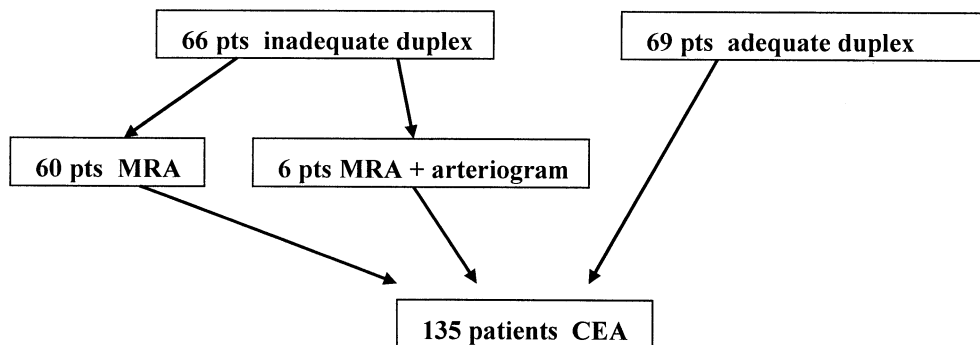 66 pts inadequate duplex
69 pts adequate duplex
60 pts MRA
6 pts MRA + arteriogram
135 patients CEA